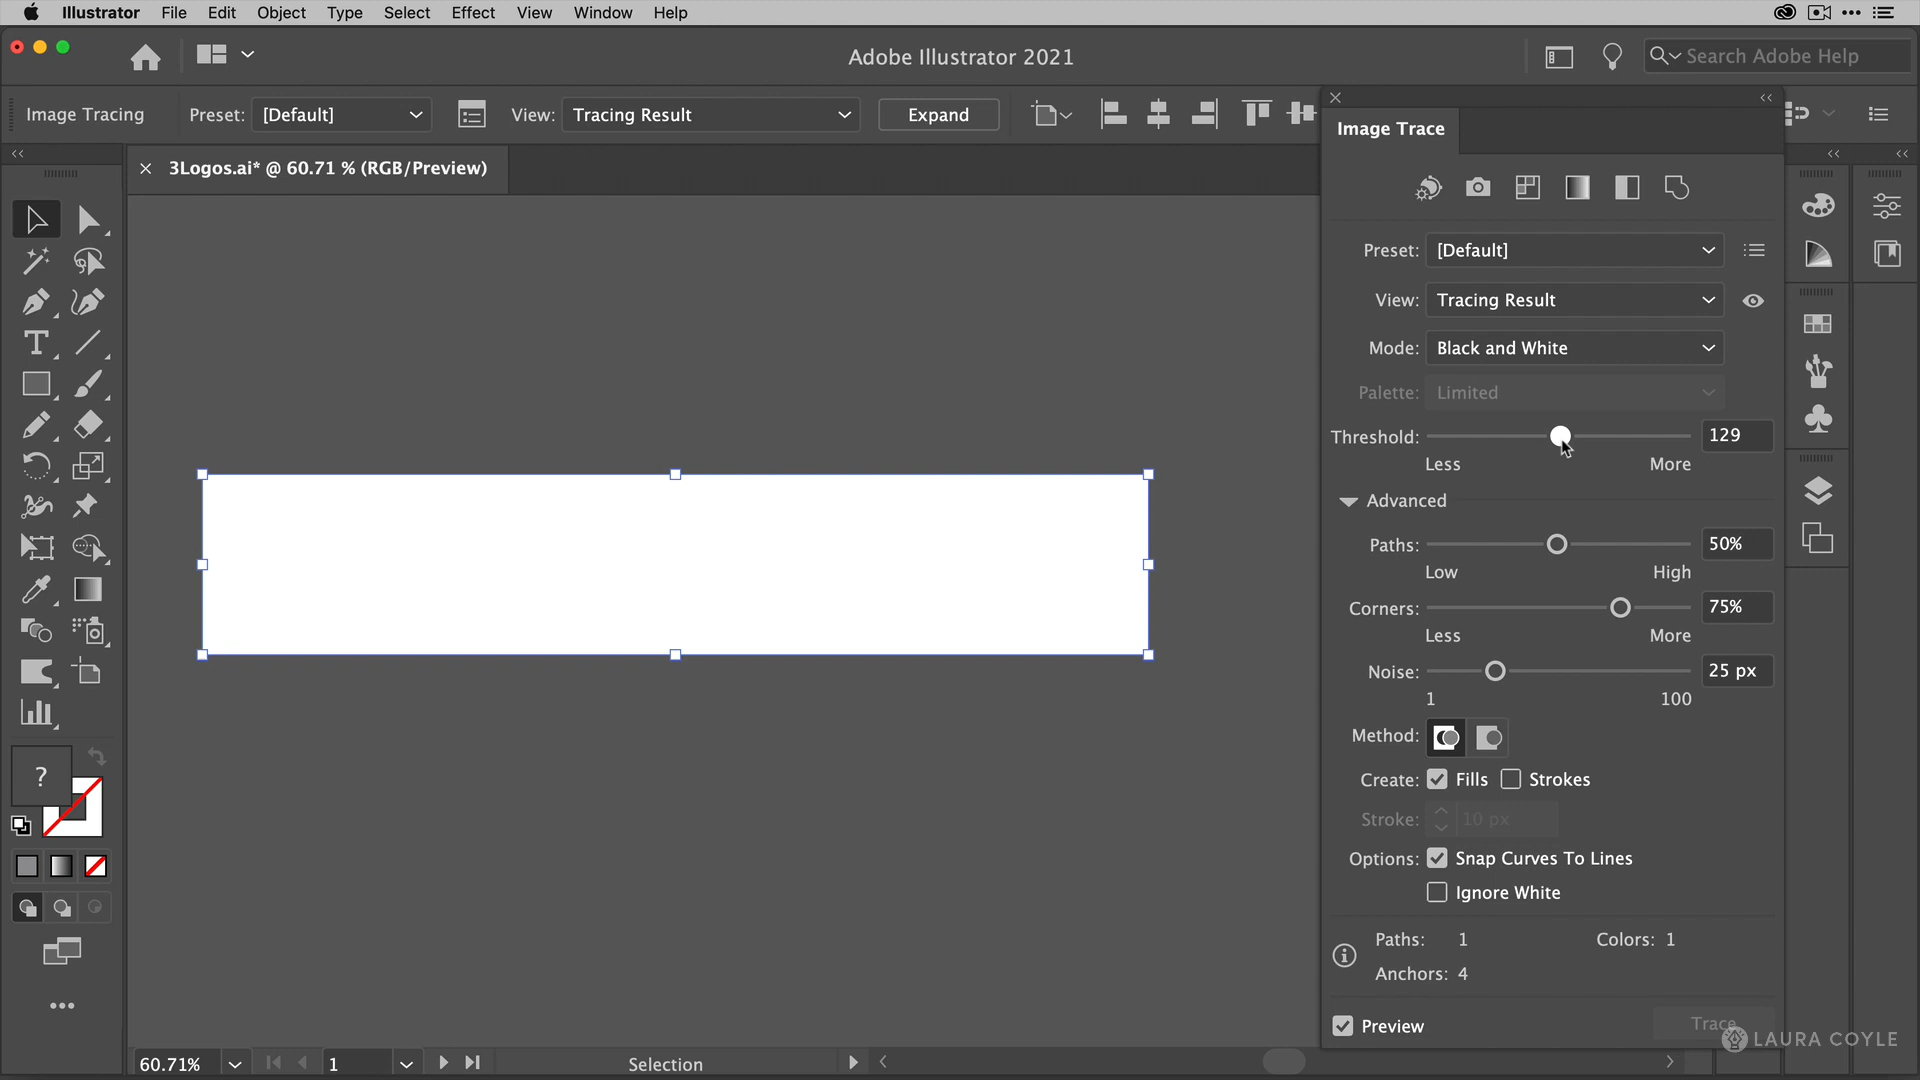 Illustrator File Edit Object Type Select Effect View Window Help
Adobe Illustrator 2021
Search Adobe Help
Image Tracing Preset: [Default] View: Tracing Result Expand
3Logos.ai* @ 60.71 % (RGB/Preview)
Image Trace
Preset: [Default]
View: Tracing Result
Mode: Black and White
Palette: Limited
Threshold: 129
Less More
Advanced
Paths: 50%
Low High
Corners: 75%
Less More
Noise: 25 px
1 100
Method:
Create: Fills Strokes
Stroke: 10 px
Options: Snap Curves To Lines
Ignore White
Paths: 1 Colors: 1
Anchors: 4
Preview Trace
LAURA COYLE
?
60.71% 1 Selection